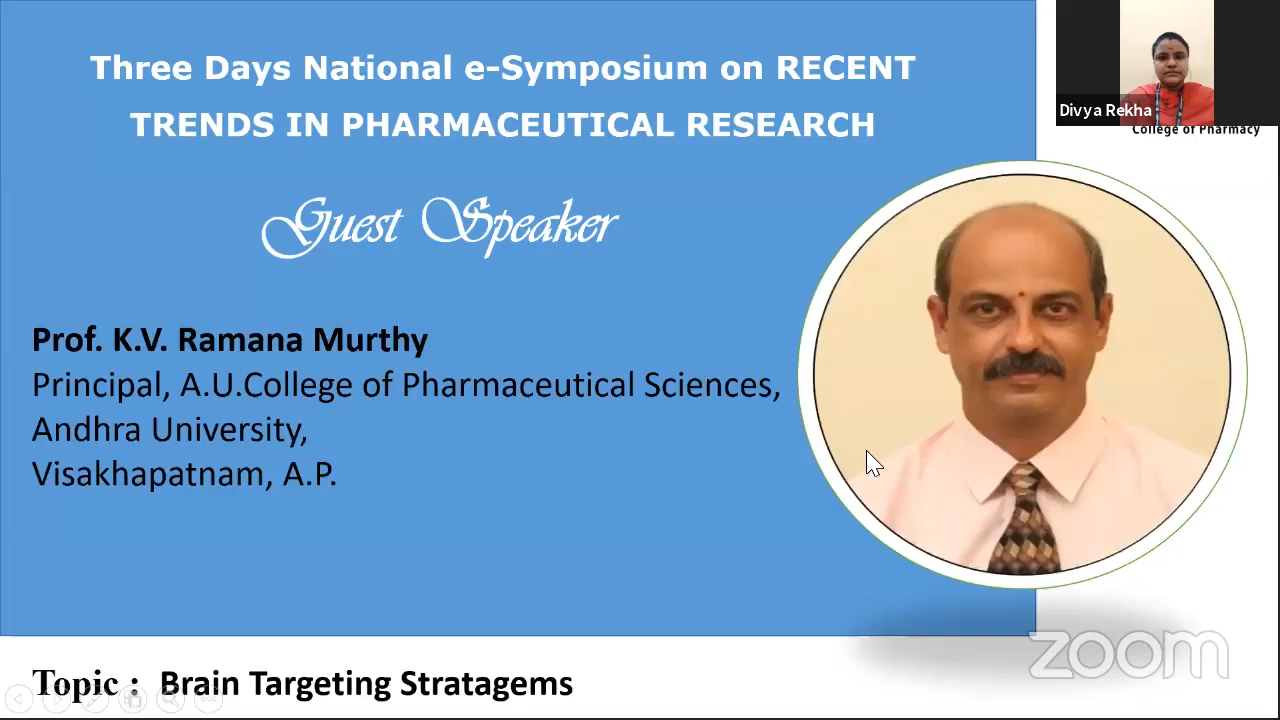 Three Days National e-Symposium on RECENT
TRENDS IN PHARMACEUTICAL RESEARCH
Divya Rekha
College of Pharmacy
Guest Speaker
Prof. K.V. Ramana Murthy
Principal, A.U.College of Pharmaceutical Sciences,
Andhra University,
Visakhapatnam, A.P.
zoom
Topic : Brain Targeting Stratagems